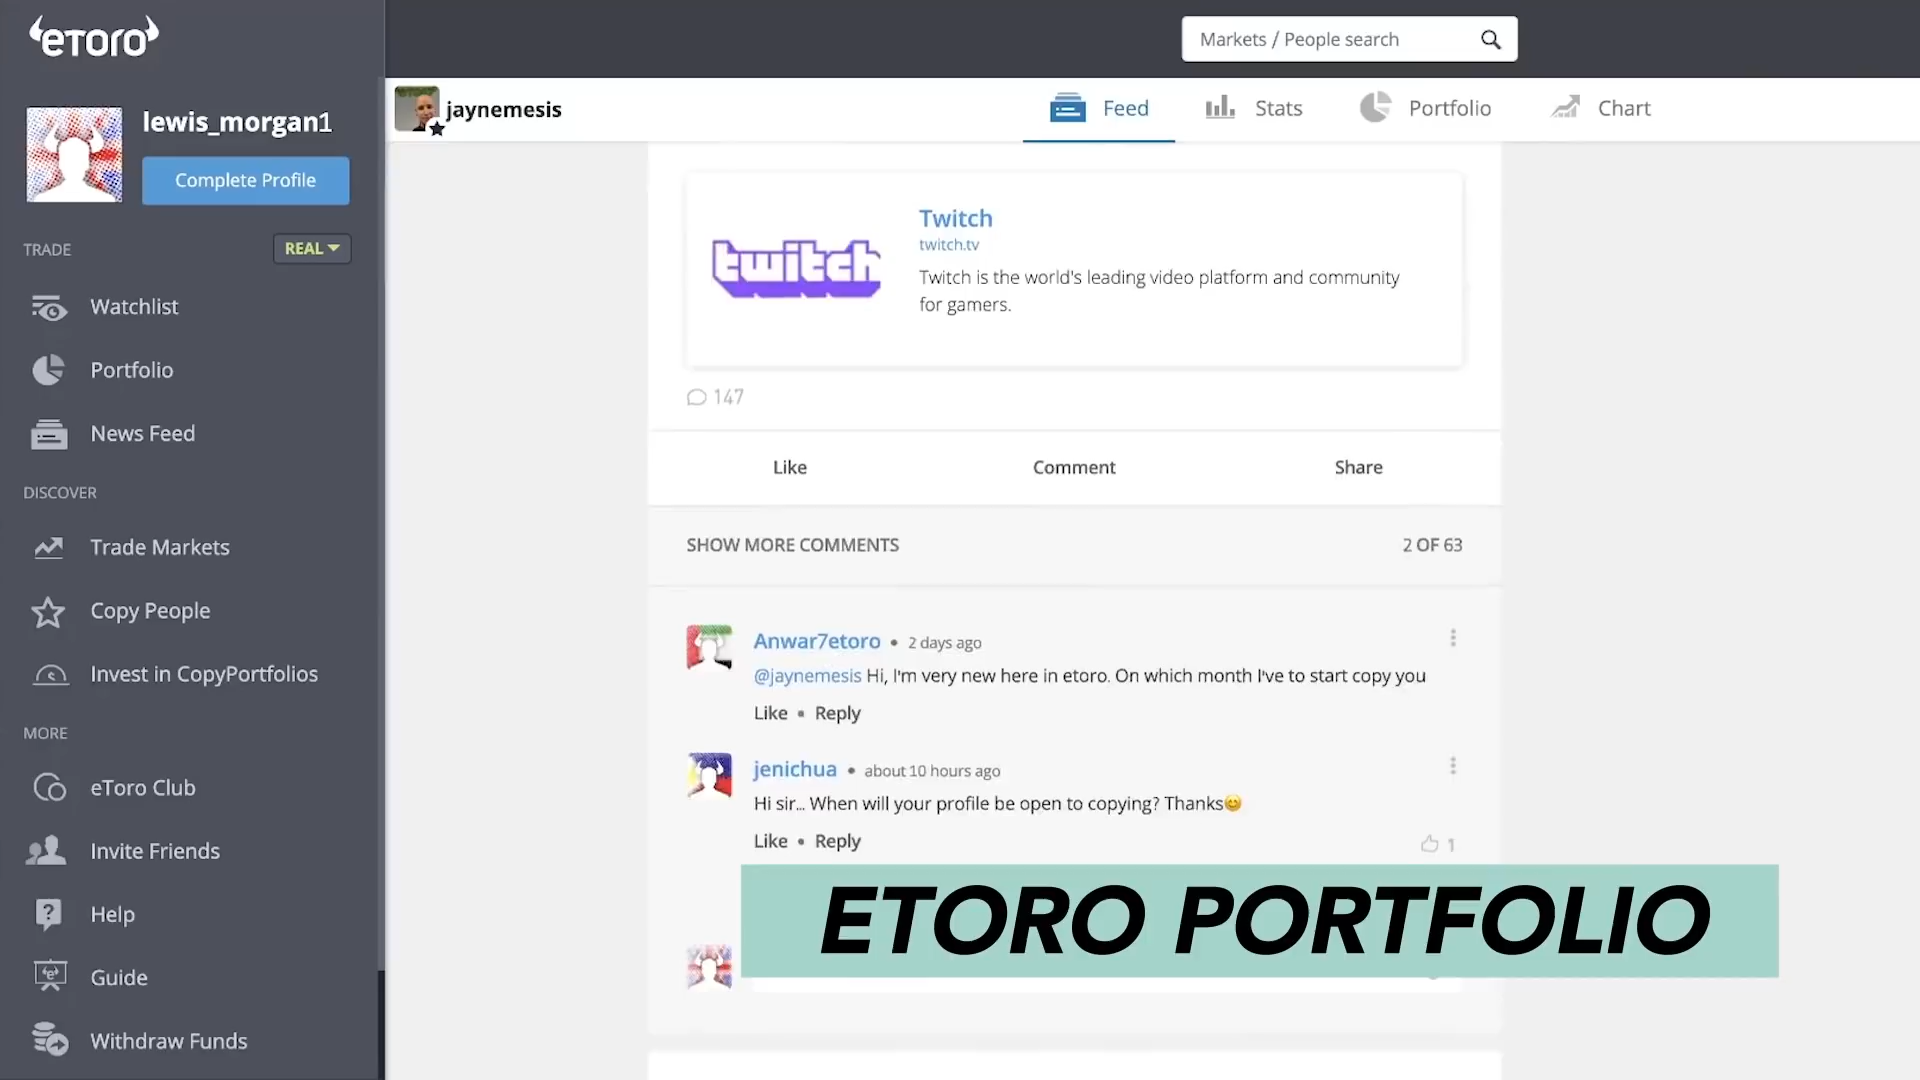 eToro
lewis_morgan1
Complete Profile
TRADE
REAL
Watchlist
Portfolio
News Feed
DISCOVER
Trade Markets
Copy People
Invest in CopyPortfolios
MORE
eToro Club
Invite Friends
Help
Guide
Withdraw Funds
Markets / People search
jaynemesis
Feed
Stats
Portfolio
Chart
twitch
Twitch
twitch.tv
Twitch is the world's leading video platform and community
for gamers.
147
Like
Comment
Share
SHOW MORE COMMENTS
2 OF 63
Anwar7etoro • 2 days ago
@jaynemesis Hi, I'm very new here in etoro. On which month I've to start copy you
Like • Reply
jenichua • about 10 hours ago
Hi sir... When will your profile be open to copying? Thanks😊
Like • Reply
1
ETORO PORTFOLIO